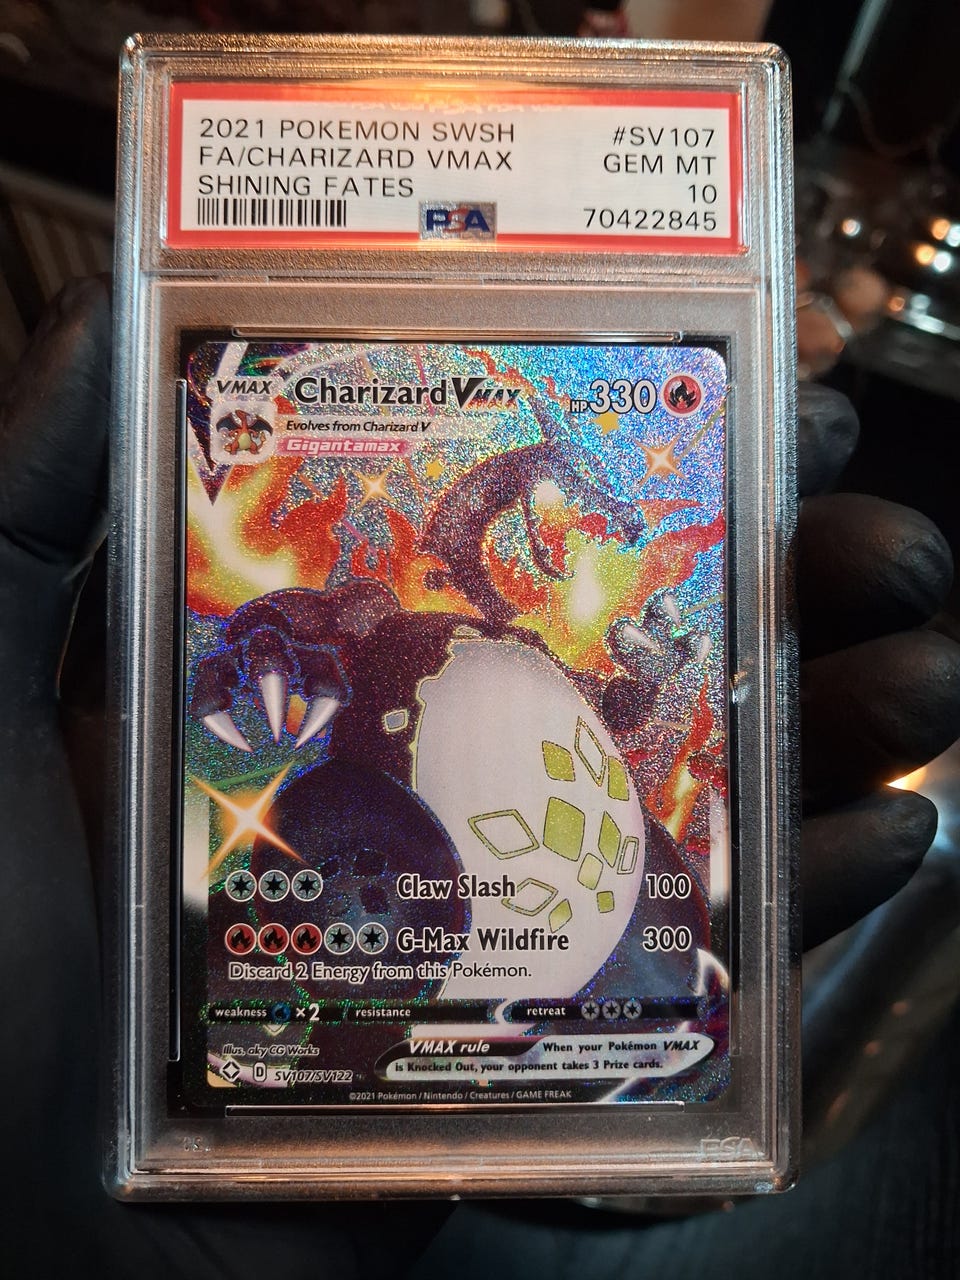 2021 POKEMON SWSH #SV107
FA/CHARIZARD VMAX GEM MT
SHINING FATES 10
PSA 70422845
VMAX Charizard VMAX HP 330
Evolves from Charizard V
Gigantamax
Claw Slash 100
G-Max Wildfire 300
Discard 2 Energy from this Pokémon.
weakness ×2 resistance retreat
Illus. aky CG Works
VMAX rule When your Pokémon VMAX
is Knocked Out, your opponent takes 3 Prize cards.
D SV107/SV122
©2021 Pokémon / Nintendo / Creatures / GAME FREAK
PSA